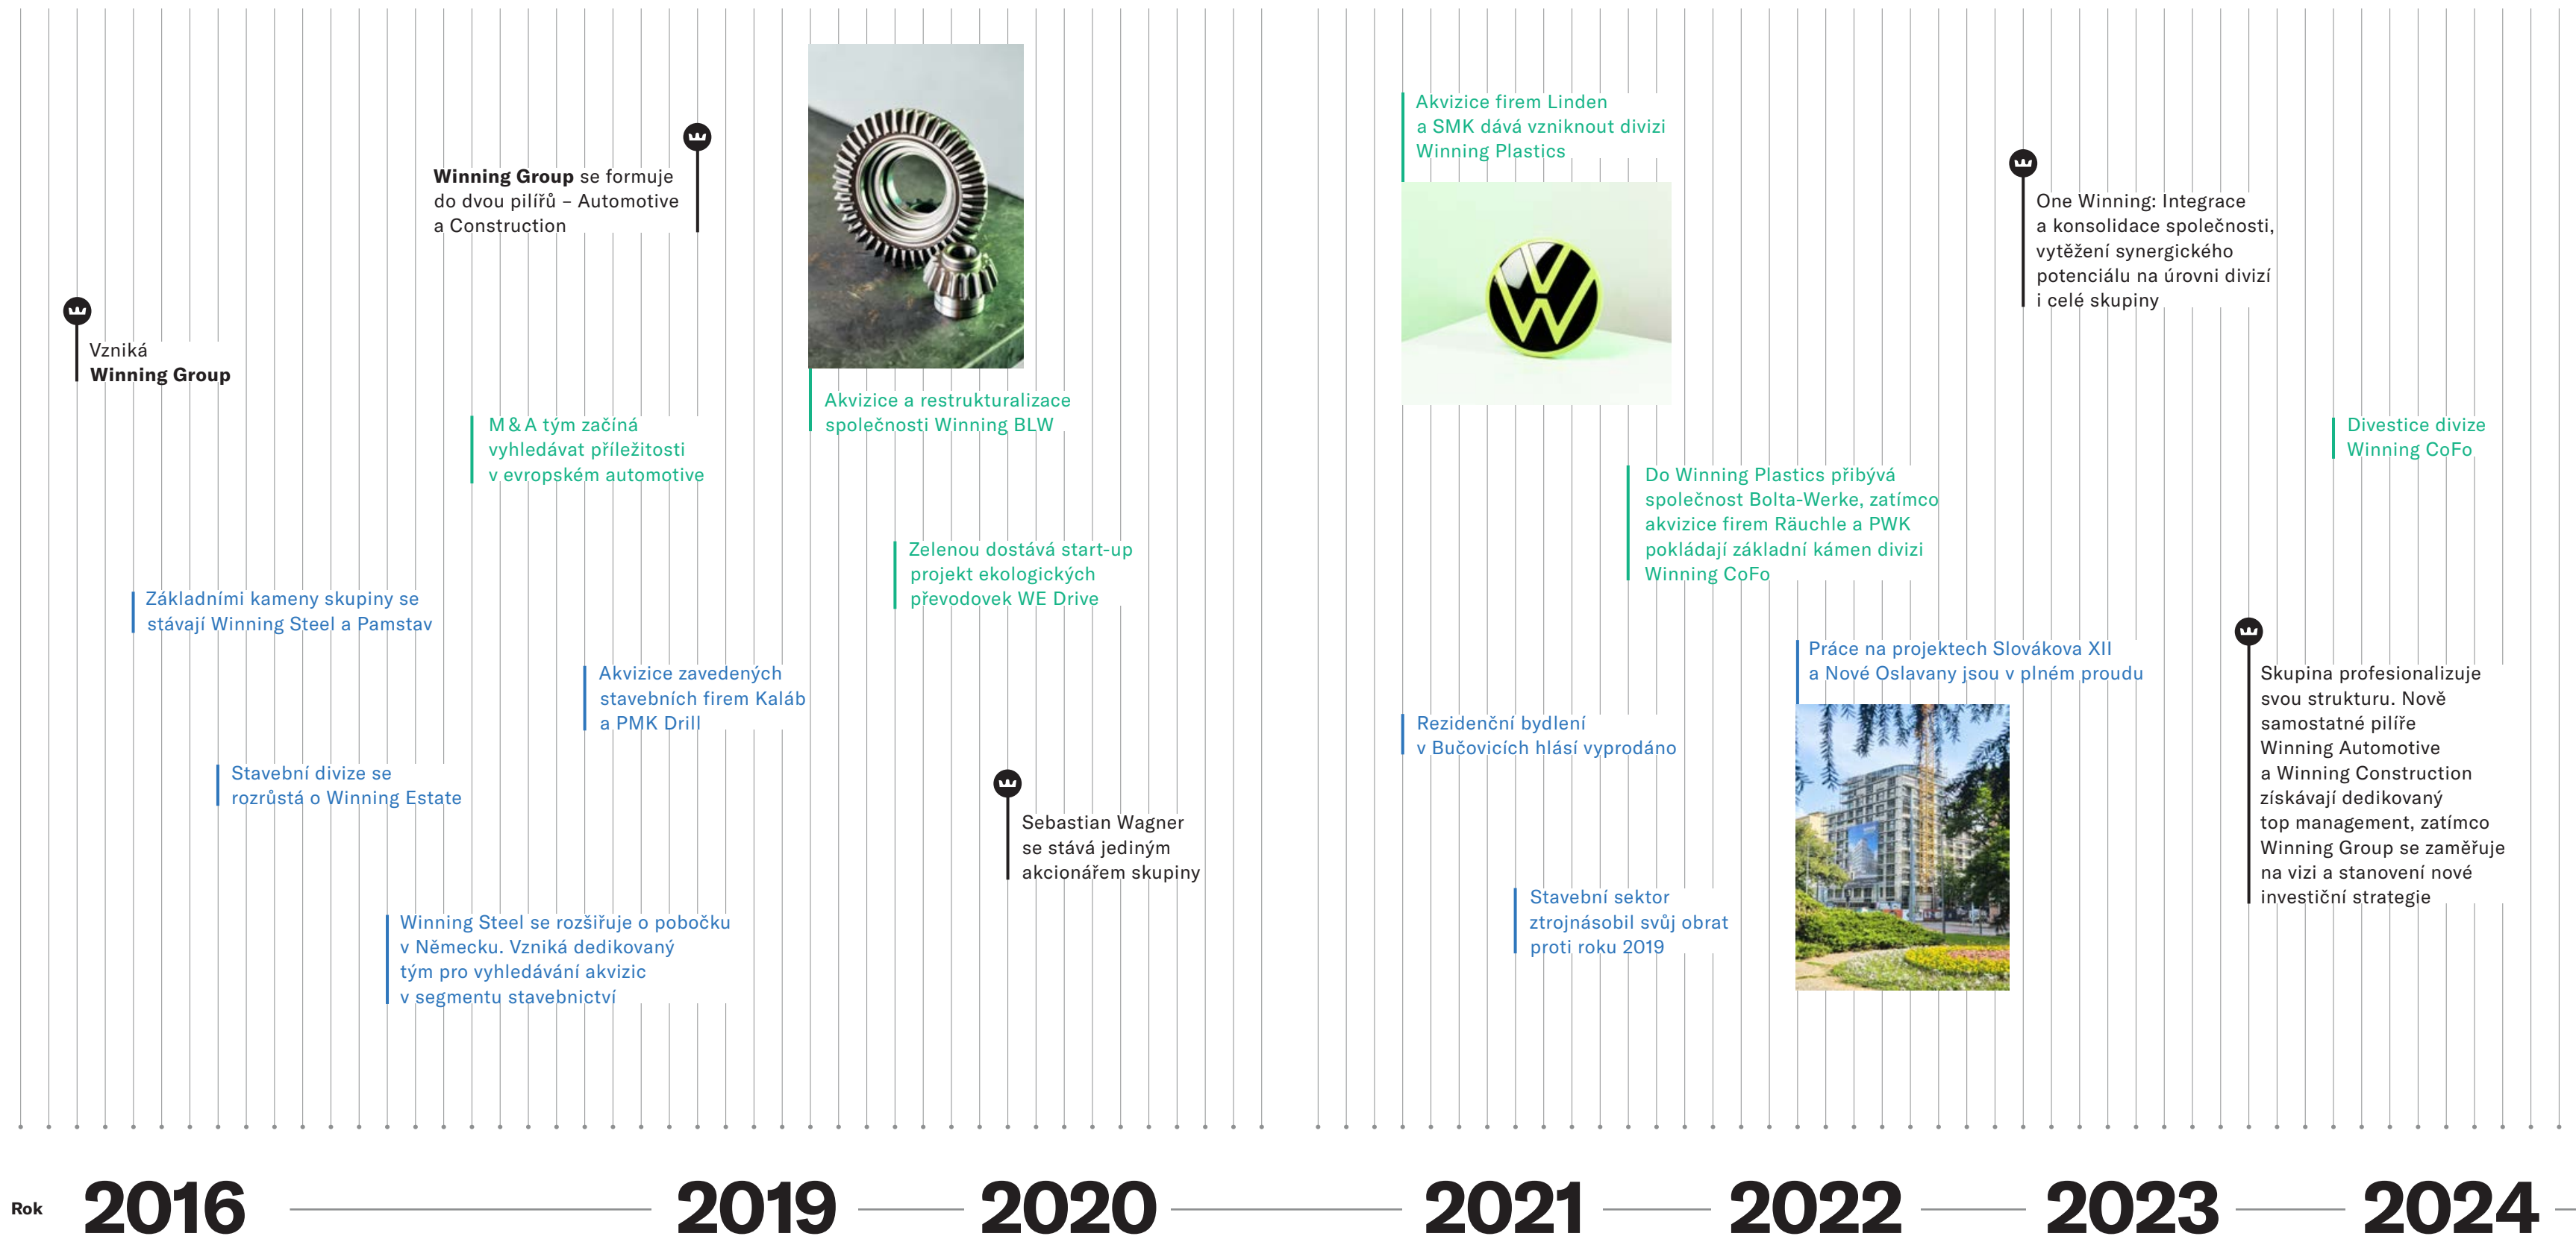 Vzniká
Winning Group
Základními kameny skupiny se
stávají Winning Steel a Pamstav
Stavební divize se
rozrůstá o Winning Estate
Winning Steel se rozšiřuje o pobočku
v Německu. Vzniká dedikovaný
tým pro vyhledávání akvizic
v segmentu stavebnictví
Winning Group se formuje
do dvou pilířů – Automotive
a Construction
M & A tým začíná
vyhledávat příležitosti
v evropském automotive
Akvizice zavedených
stavebních firem Kaláb
a PMK Drill
Akvizice a restrukturalizace
společnosti Winning BLW
Zelenou dostává start-up
projekt ekologických
převodovek WE Drive
Sebastian Wagner
se stává jediným
akcionářem skupiny
Akvizice firem Linden
a SMK dává vzniknout divizi
Winning Plastics
Rezidenční bydlení
v Bučovicích hlásí vyprodáno
Stavební sektor
ztrojnásobil svůj obrat
proti roku 2019
Do Winning Plastics přibývá
společnost Bolta-Werke, zatímco
akvizice firem Räuchle a PWK
pokládají základní kámen divizi
Winning CoFo
Práce na projektech Slovákova XII
a Nové Oslavany jsou v plném proudu
One Winning: Integrace
a konsolidace společnosti,
vytěžení synergického
potenciálu na úrovni divizí
i celé skupiny
Skupina profesionalizuje
svou strukturu. Nově
samostatné pilíře
Winning Automotive
a Winning Construction
získávají dedikovaný
top management, zatímco
Winning Group se zaměřuje
na vizi a stanovení nové
investiční strategie
Divestice divize
Winning CoFo
Rok 2016 2019 2020 2021 2022 2023 2024